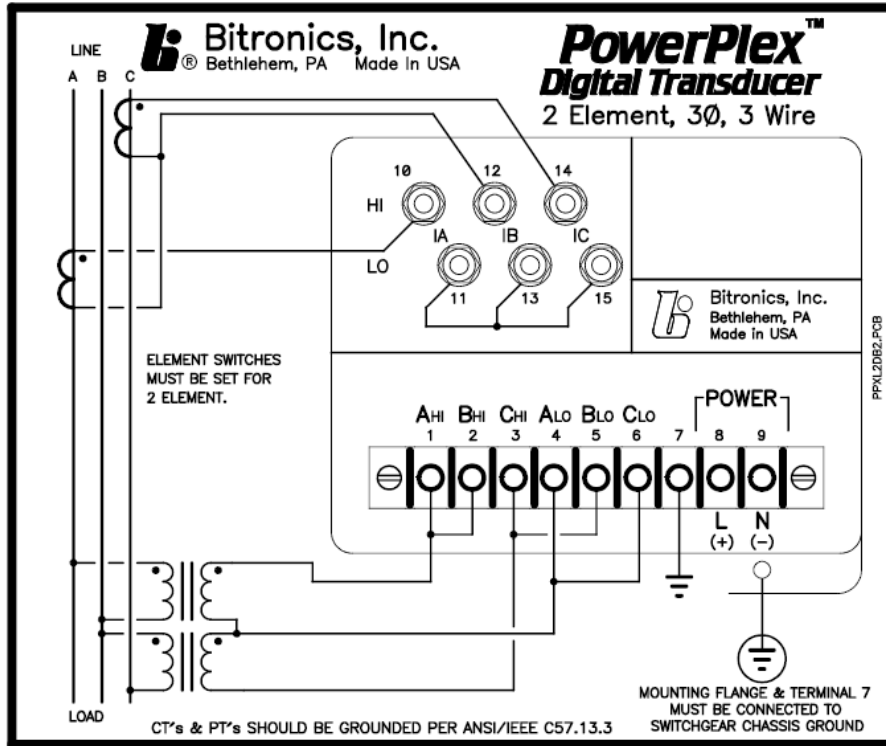 LINE
A B C
Bitronics, Inc.
® Bethlehem, PA Made In USA
PowerPlex™
Digital Transducer
2 Element, 3Ø, 3 Wire
10 12 14
HI
IA IB IC
LO
11 13 15
Bitronics, Inc.
Bethlehem, PA
Made in USA
PPXL2DB2.PCB
ELEMENT SWITCHES
MUST BE SET FOR
2 ELEMENT.
POWER
AHI BHI CHI ALO BLO CLO
1 2 3 4 5 6 7 8 9
L N
(+) (-)
LOAD
CT's & PT's SHOULD BE GROUNDED PER ANSI/IEEE C57.13.3
MOUNTING FLANGE & TERMINAL 7
MUST BE CONNECTED TO
SWITCHGEAR CHASSIS GROUND